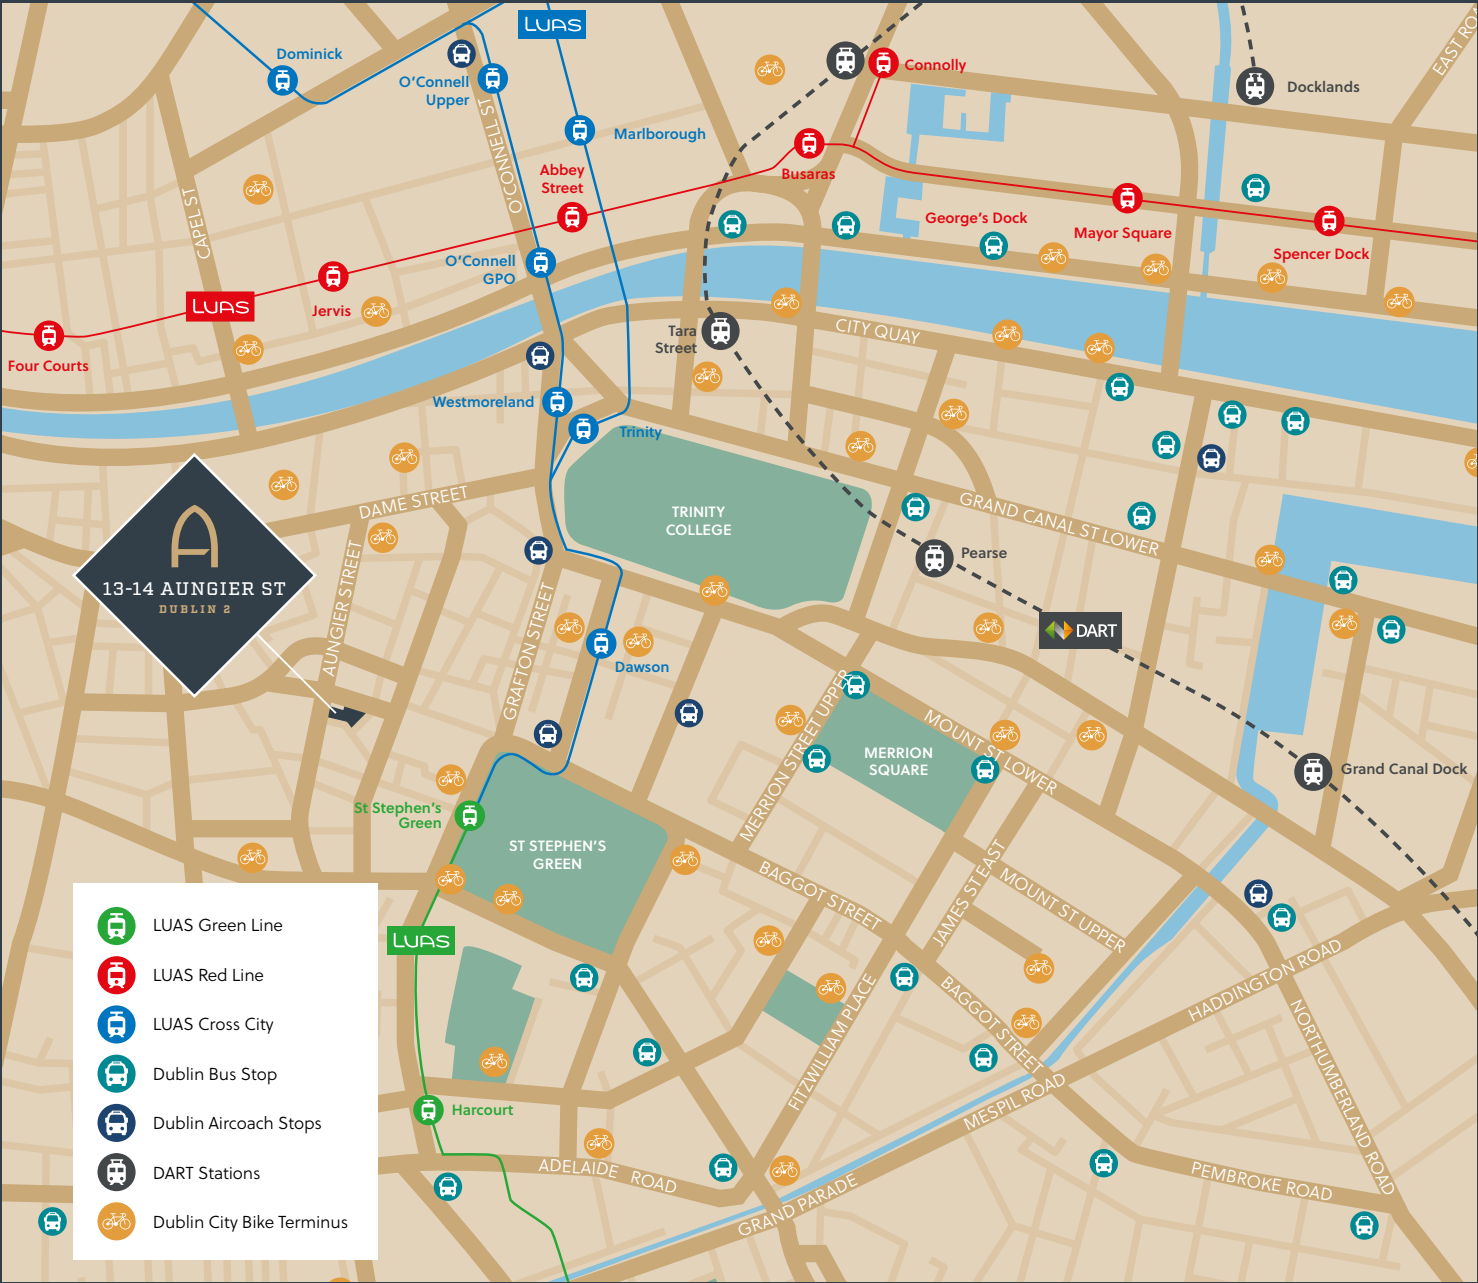 LUAS
Dominick
O'Connell
Upper
Connolly
Docklands
EAST RO
Marlborough
O'CONNELL ST
Abbey
Street
Busaras
CAPEL ST
George's Dock
Mayor Square
Spencer Dock
O'Connell
GPO
LUAS
Jervis
Four Courts
Tara
Street
CITY QUAY
Westmoreland
Trinity
DAME STREET
TRINITY
COLLEGE
GRAND CANAL ST LOWER
Pearse
13-14 AUNGIER ST
DUBLIN 2
AUNGIER STREET
GRAFTON STREET
DART
Dawson
MERRION STREET UPPER
MOUNT ST LOWER
MERRION
SQUARE
Grand Canal Dock
St Stephen's
Green
ST STEPHEN'S
GREEN
BAGGOT STREET
JAMES ST EAST
MOUNT ST UPPER
LUAS
HADDINGTON ROAD
BAGGOT STREET
FITZWILLIAM PLACE
NORTHUMBERLAND ROAD
MESPIL ROAD
Harcourt
ADELAIDE ROAD
GRAND PARADE
PEMBROKE ROAD
LUAS Green Line
LUAS Red Line
LUAS Cross City
Dublin Bus Stop
Dublin Aircoach Stops
DART Stations
Dublin City Bike Terminus